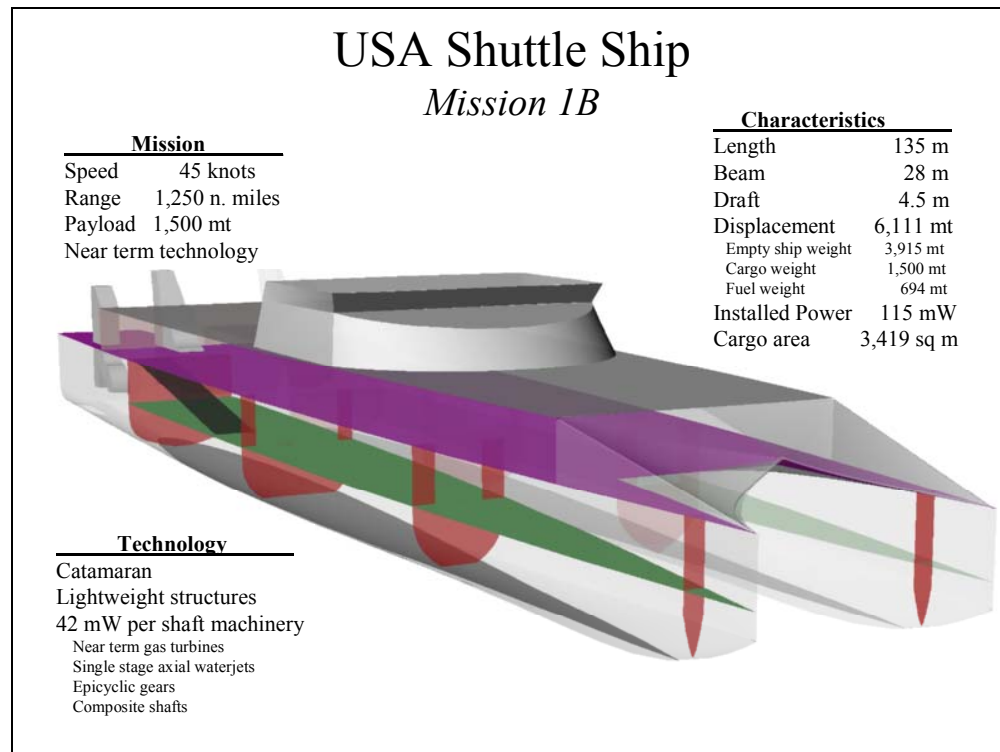 USA Shuttle Ship
Mission 1B
Mission
Speed 45 knots
Range 1,250 n. miles
Payload 1,500 mt
Near term technology
Characteristics
Length 135 m
Beam 28 m
Draft 4.5 m
Displacement 6,111 mt
Empty ship weight 3,915 mt
Cargo weight 1,500 mt
Fuel weight 694 mt
Installed Power 115 mW
Cargo area 3,419 sq m
Technology
Catamaran
Lightweight structures
42 mW per shaft machinery
Near term gas turbines
Single stage axial waterjets
Epicyclic gears
Composite shafts